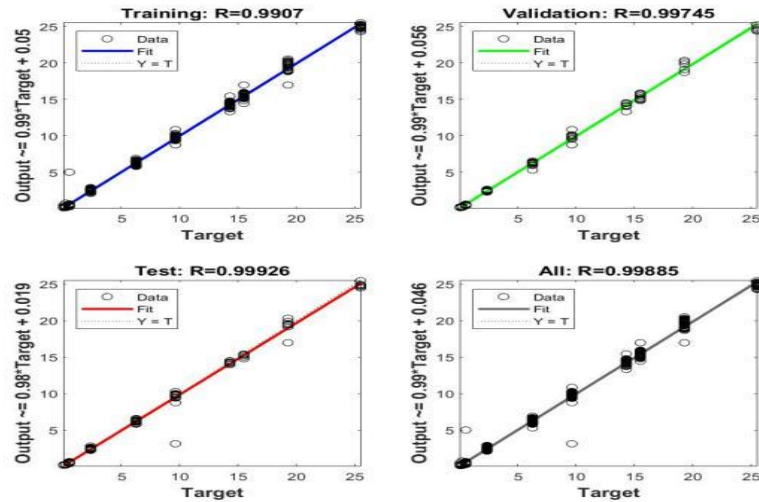 Training: R=0.9907
Output ~= 0.99*Target + 0.05
25
20
15
10
5
Data
Fit
Y = T
5 10 15 20 25
Target
Validation: R=0.99745
Output ~= 0.99*Target + 0.056
25
20
15
10
5
Data
Fit
Y = T
5 10 15 20 25
Target
Test: R=0.99926
Output ~= 0.98*Target + 0.019
25
20
15
10
5
Data
Fit
Y = T
5 10 15 20 25
Target
All: R=0.99885
Output ~= 0.99*Target + 0.046
25
20
15
10
5
Data
Fit
Y = T
5 10 15 20 25
Target